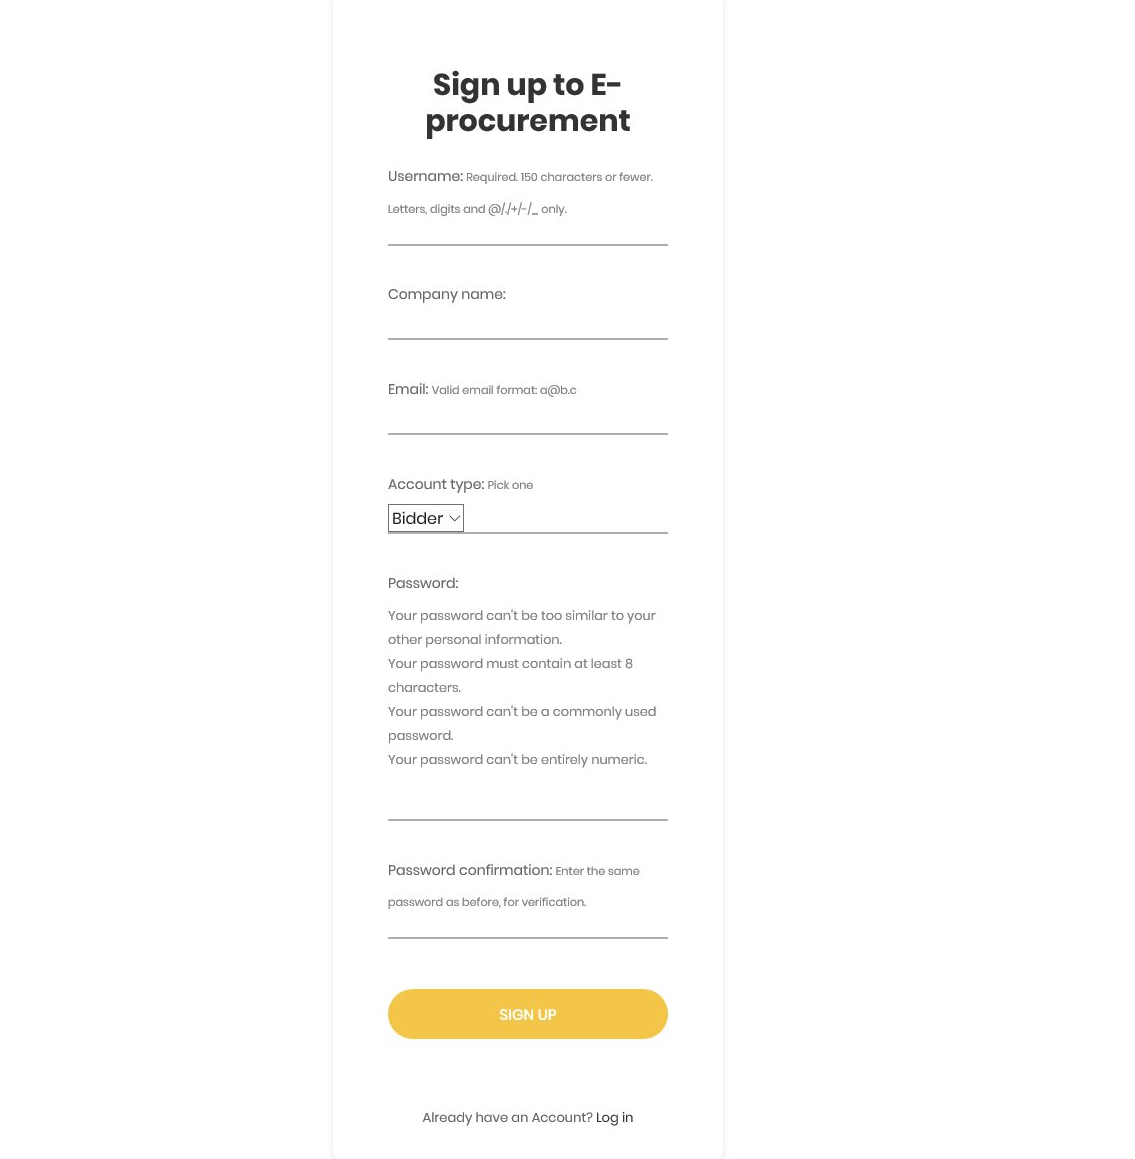 Sign up to E-
procurement
Username: Required. 150 characters or fewer.
Letters, digits and @/./+/-/_ only.
Company name:
Email: Valid email format: a@b.c
Account type: Pick one
Bidder
Password:
Your password can't be too similar to your
other personal information.
Your password must contain at least 8
characters.
Your password can't be a commonly used
password.
Your password can't be entirely numeric.
Password confirmation: Enter the same
password as before, for verification.
SIGN UP
Already have an Account? Log in